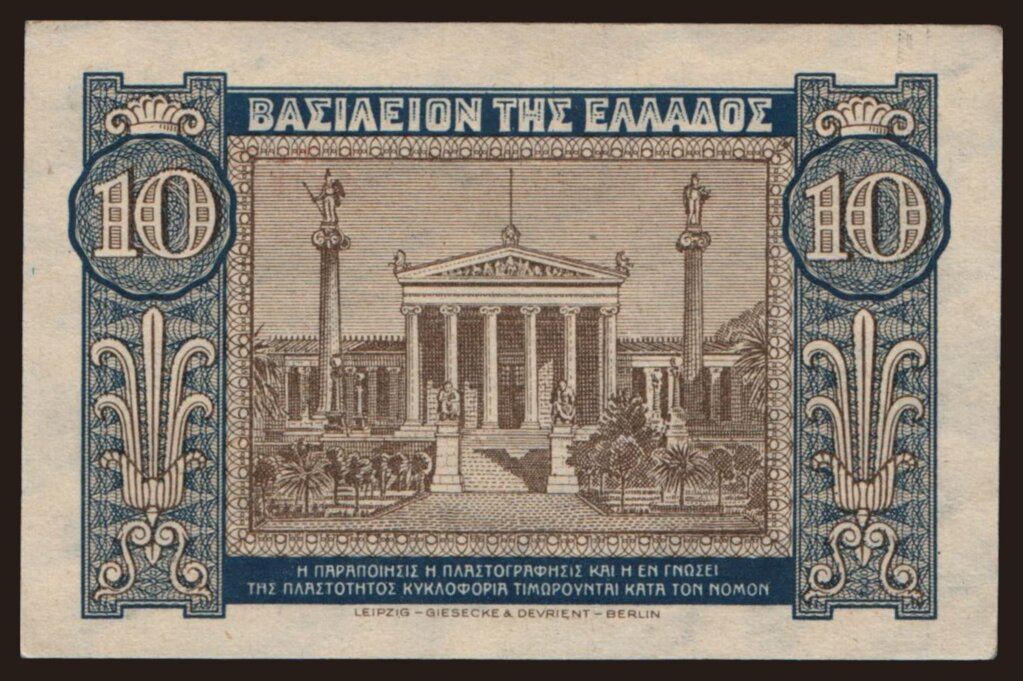 ΒΑΣΙΛΕΙΟΝ ΤΗΣ ΕΛΛΑΔΟΣ
10 10
Η ΠΑΡΑΠΟΙΗΣΙΣ Η ΠΛΑΣΤΟΓΡΑΦΗΣΙΣ ΚΑΙ Η ΕΝ ΓΝΩΣΕΙ
ΤΗΣ ΠΛΑΣΤΟΤΗΤΟΣ ΚΥΚΛΟΦΟΡΙΑ ΤΙΜΩΡΟΥΝΤΑΙ ΚΑΤΑ ΤΟΝ ΝΟΜΟΝ
LEIPZIG – GIESECKE & DEVRIENT – BERLIN